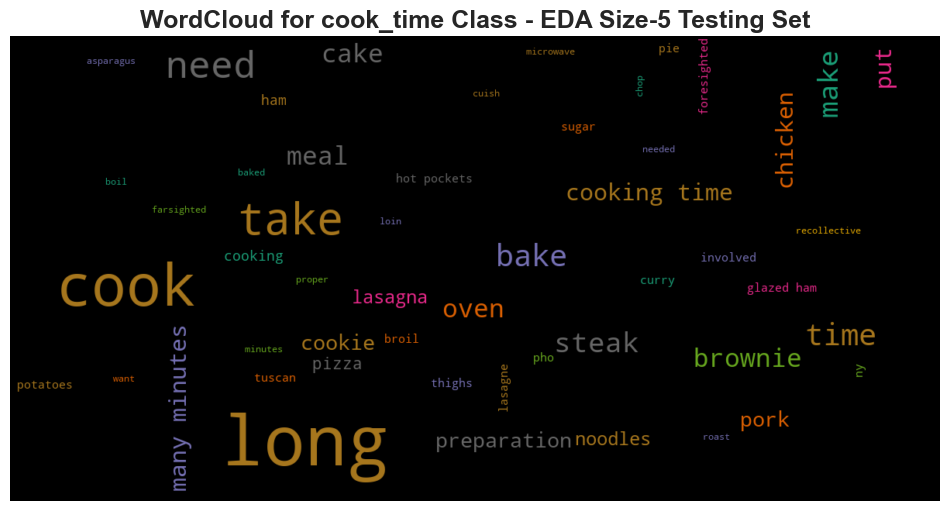 WordCloud for cook_time Class - EDA Size-5 Testing Set
asparagus
need
cake
microwave
pie
foresighted
make
put
ham
cuish
chop
chicken
sugar
meal
needed
boil
baked
hot pockets
cooking time
farsighted
take
loin
recollective
cooking
bake
involved
cook
proper
lasagna
curry
glazed ham
oven
many minutes
minutes
cookie
broil
steak
time
pizza
pho
brownie
ny
potatoes
want
tuscan
thighs
lasagne
long
preparation
noodles
roast
pork